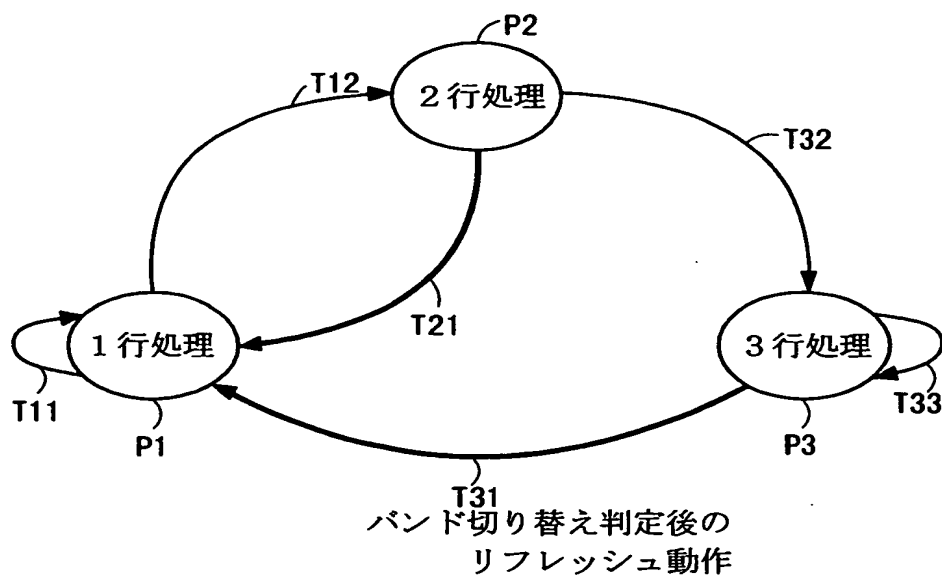 P2
T12
2行処理
T32
T21
1行処理
3行処理
T11
T33
P1
P3
T31
バンド切り替え判定後の
リフレッシュ動作